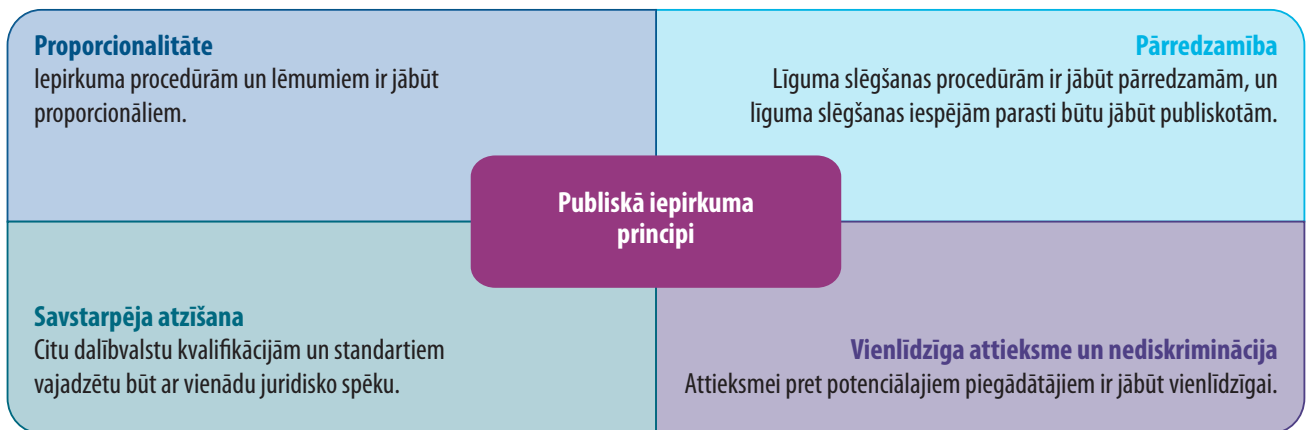 Proporcionalitāte
Iepirkuma procedūrām un lēmumiem ir jābūt
proporcionāliem.
Pārredzamība
Līguma slēgšanas procedūrām ir jābūt pārredzamām, un
līguma slēgšanas iespējām parasti būtu jābūt publiskotām.
Publiskā iepirkuma
principi
Savstarpēja atzīšana
Citu dalībvalstu kvalifikācijām un standartiem
vajadzētu būt ar vienādu juridisko spēku.
Vienlīdzīga attieksme un nediskriminācija
Attieksmei pret potenciālajiem piegādātājiem ir jābūt vienlīdzīgai.